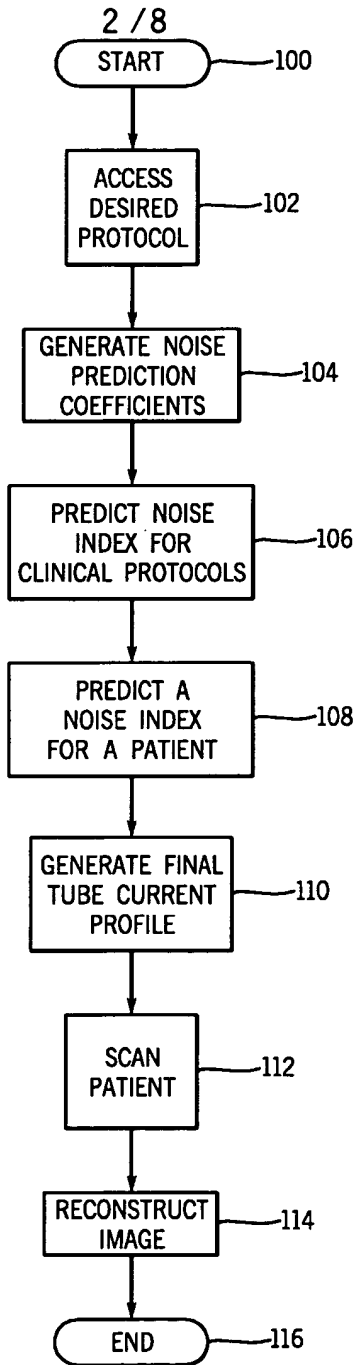 2/8
START
100
ACCESS
DESIRED
PROTOCOL
102
GENERATE NOISE
PREDICTION
COEFFICIENTS
104
PREDICT NOISE
INDEX FOR
CLINICAL PROTOCOLS
106
PREDICT A
NOISE INDEX
FOR A PATIENT
108
GENERATE FINAL
TUBE CURRENT
PROFILE
110
SCAN
PATIENT
112
RECONSTRUCT
IMAGE
114
END
116